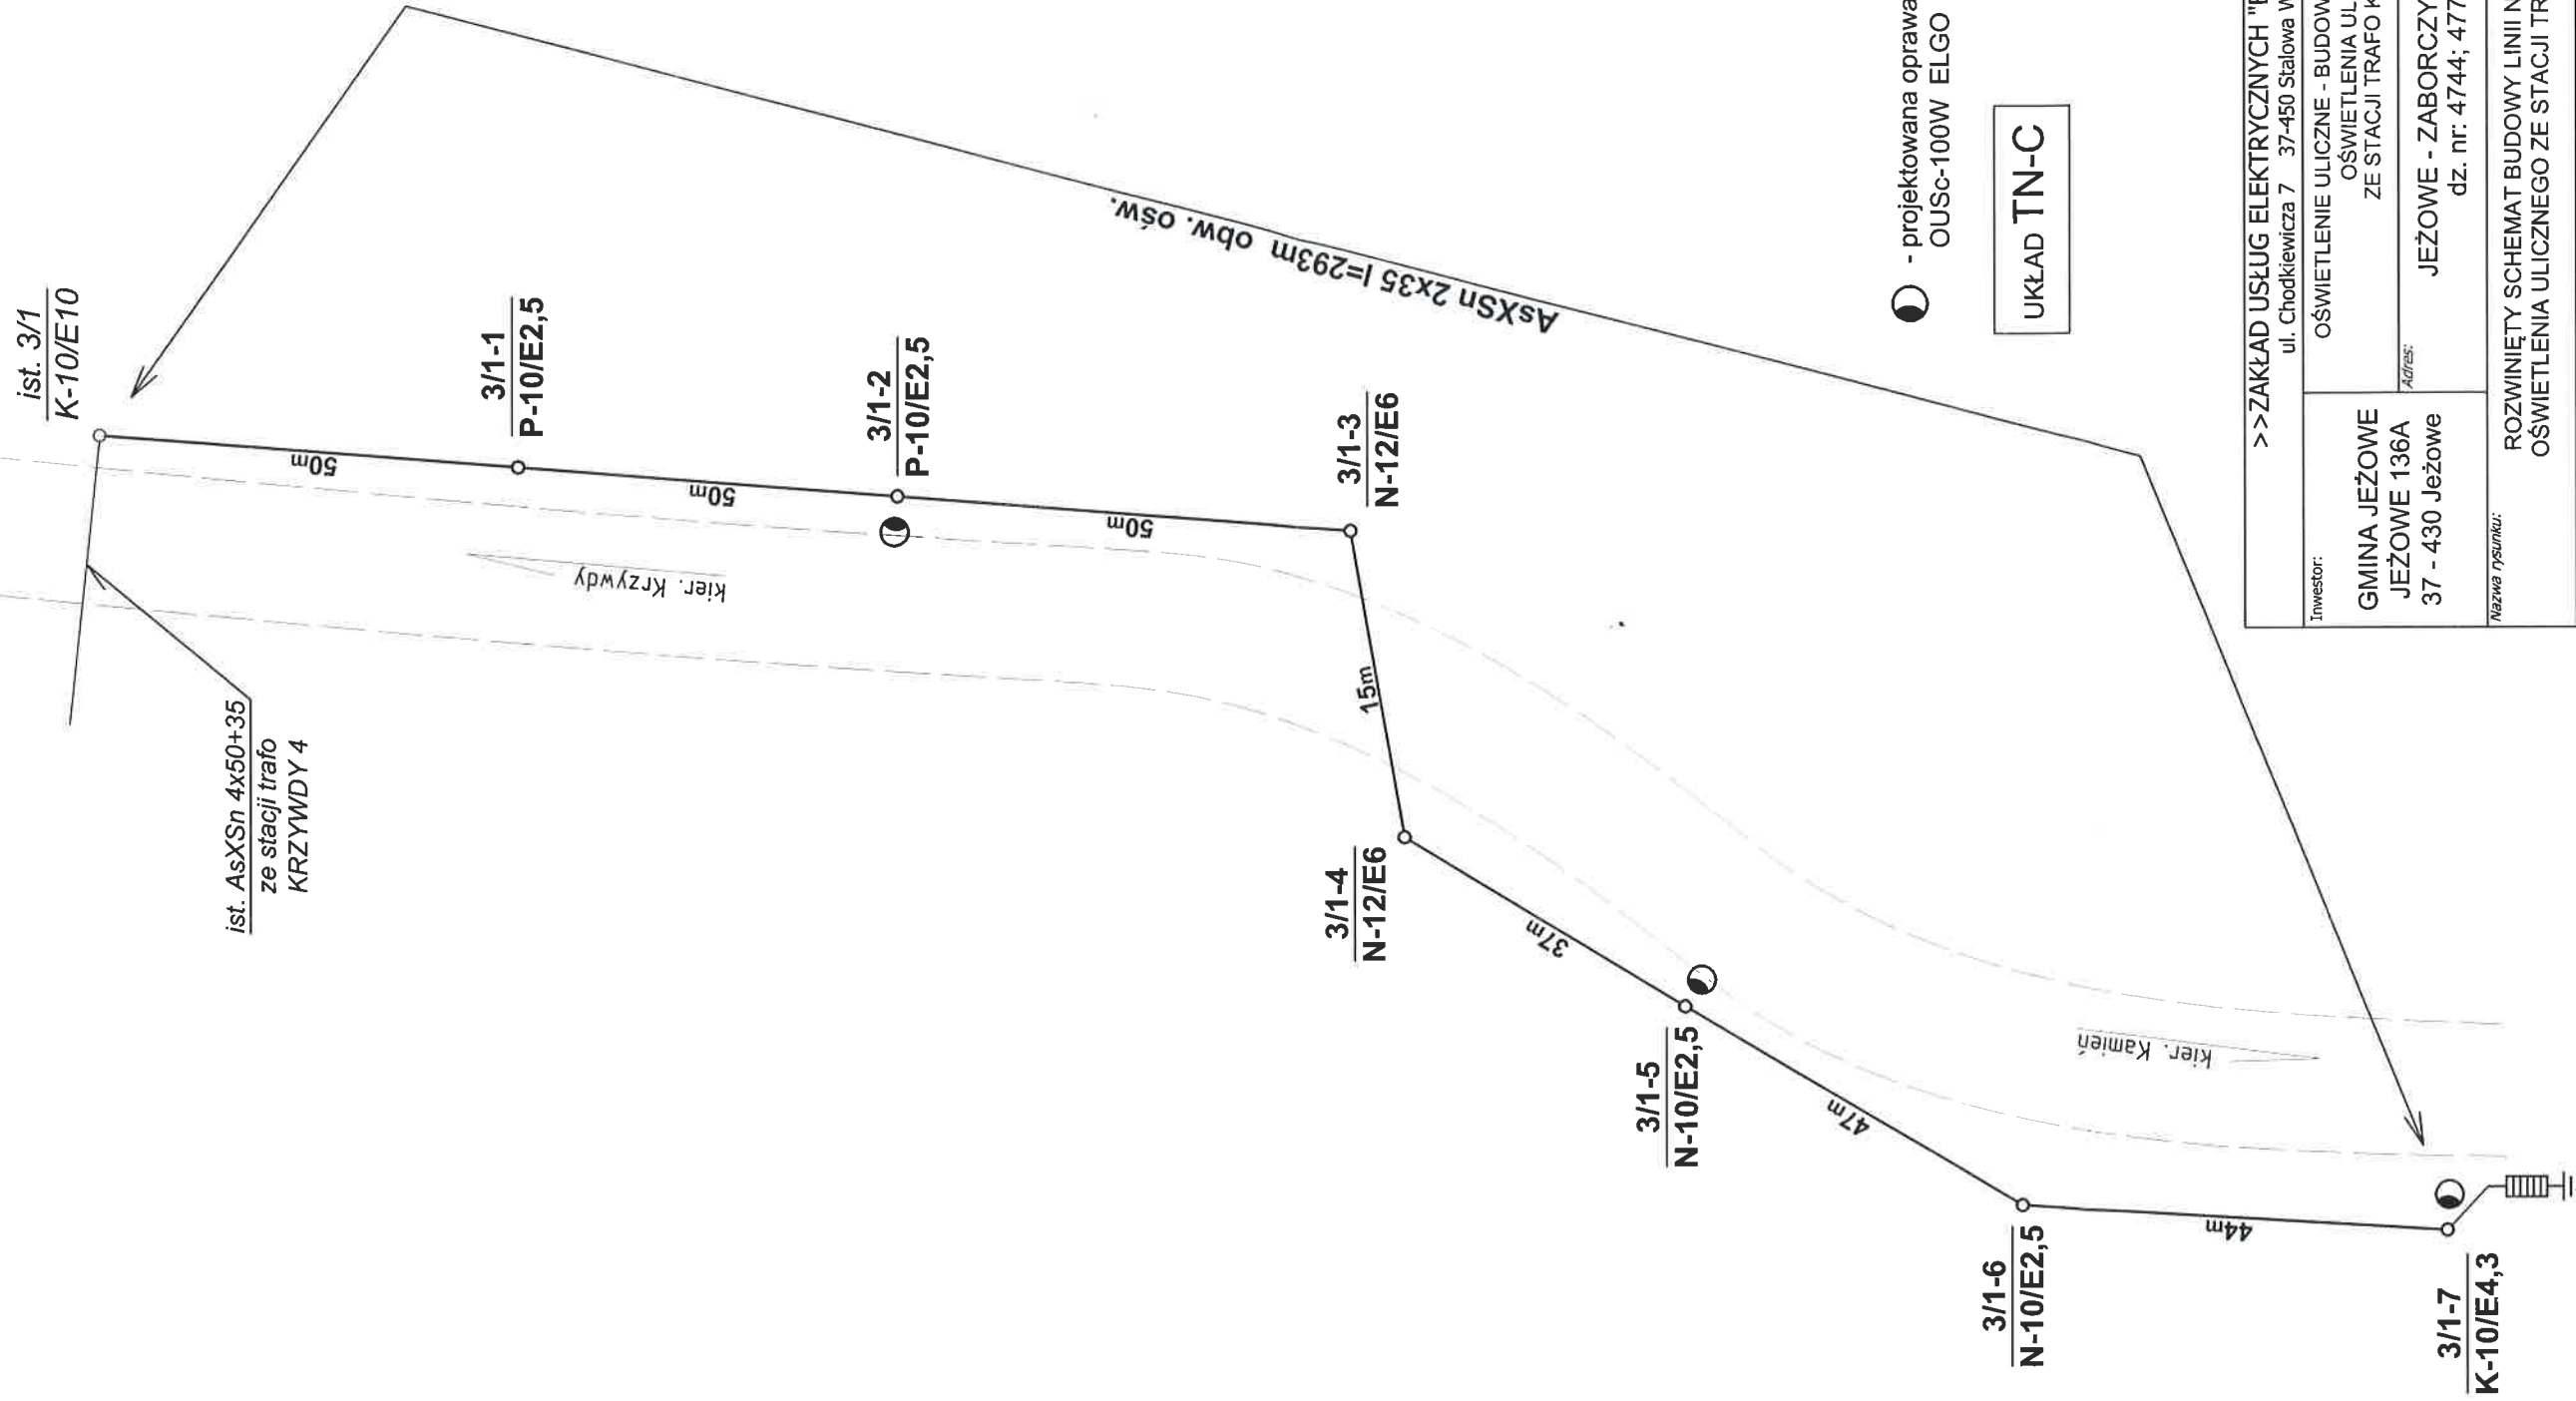 ist. 3/1
K-10/E10
50m
3/1-1
P-10/E2,5
50m
3/1-2
P-10/E2,5
50m
3/1-3
N-12/E6
kier. Krzywdy
ist. AsXSn 4x50+35
ze stacji trafo
KRZYWDY 4
15m
3/1-4
N-12/E6
37m
3/1-5
N-10/E2,5
47m
3/1-6
N-10/E2,5
44m
3/1-7
K-10/E4,3
kier. Kamień
AsXSn 2x35 l=293m obw. ośw.
- projektowana oprawa
OUSc-100W ELGO
UKŁAD TN-C
>>ZAKŁAD USŁUG ELEKTRYCZNYCH
ul. Chodkiewicza 7 37-450 Stalowa W
Inwestor:
GMINA JEŻOWE
JEŻOWE 136A
37 - 430 Jeżowe
OŚWIETLENIE ULICZNE - BUDOW
OŚWIETLENIA UL
ZE STACJI TRAFO K
Adres:
JEŻOWE - ZABORCZY
dz. nr: 4744; 477
Nazwa rysunku:
ROZWINIĘTY SCHEMAT BUDOWY LINII N
OŚWIETLENIA ULICZNEGO ZE STACJI TR